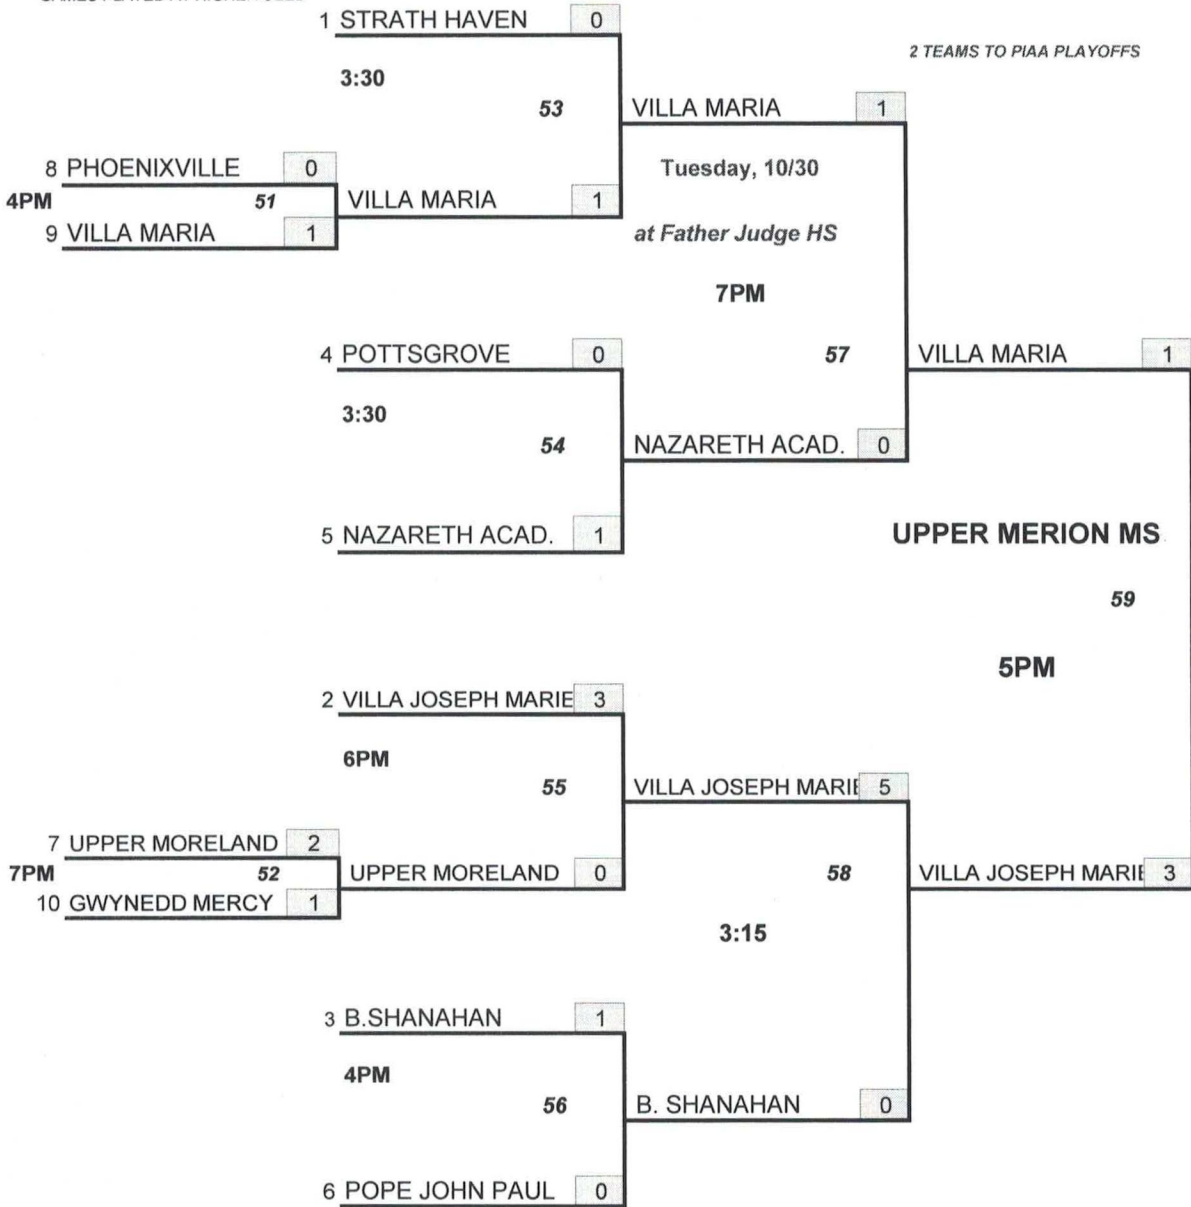 1 STRATH HAVEN 0
2 TEAMS TO PIAA PLAYOFFS
3:30
53
VILLA MARIA 1
8 PHOENIXVILLE 0
Tuesday, 10/30
4PM
51
VILLA MARIA 1
9 VILLA MARIA 1
at Father Judge HS
7PM
4 POTTSGROVE 0
57
VILLA MARIA 1
3:30
54
NAZARETH ACAD. 0
5 NAZARETH ACAD. 1
UPPER MERION MS
59
5PM
2 VILLA JOSEPH MARIE 3
6PM
55
VILLA JOSEPH MARIE 5
7 UPPER MORELAND 2
7PM
52
UPPER MORELAND 0
58
VILLA JOSEPH MARIE 3
10 GWYNEDD MERCY 1
3:15
3 B.SHANAHAN 1
4PM
56
B. SHANAHAN 0
6 POPE JOHN PAUL 0